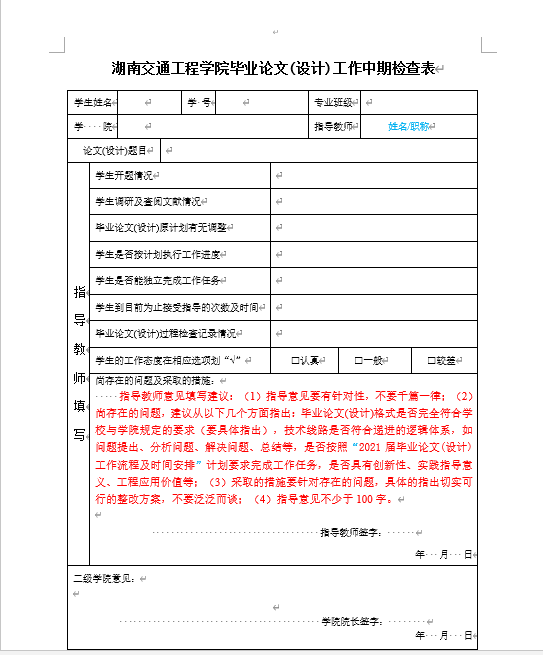 湖南交通工程学院毕业论文(设计)工作中期检查表
学生姓名 学 号 专业班级
学 院 指导教师 姓名/职称
论文(设计)题目
指导教师填写
学生开题情况
学生调研及查阅文献情况
毕业论文(设计)原计划有无调整
学生是否按计划执行工作进度
学生是否能独立完成工作任务
学生到目前为止接受指导的次数及时间
毕业论文(设计)过程检查记录情况
学生的工作态度在相应选项划“√” □认真 □一般 □较差
尚存在的问题及采取的措施：
指导教师意见填写建议：（1）指导意见要有针对性，不要千篇一律；（2）
尚存在的问题，建议从以下几个方面指出：毕业论文(设计)格式是否完全符合学
校与学院规定的要求（要具体指出），技术线路是否符合递进的逻辑体系，如
问题提出、分析问题、解决问题、总结等，是否按照“2021 届毕业论文(设计)
工作流程及时间安排”计划要求完成工作任务，是否具有创新性、实践指导意
义、工程应用价值等；（3）采取的措施要针对存在的问题，具体的指出切实可
行的整改方案，不要泛泛而谈；（4）指导意见不少于 100 字。
指导教师签字：
年 月 日
二级学院意见：
学院院长签字：
年 月 日